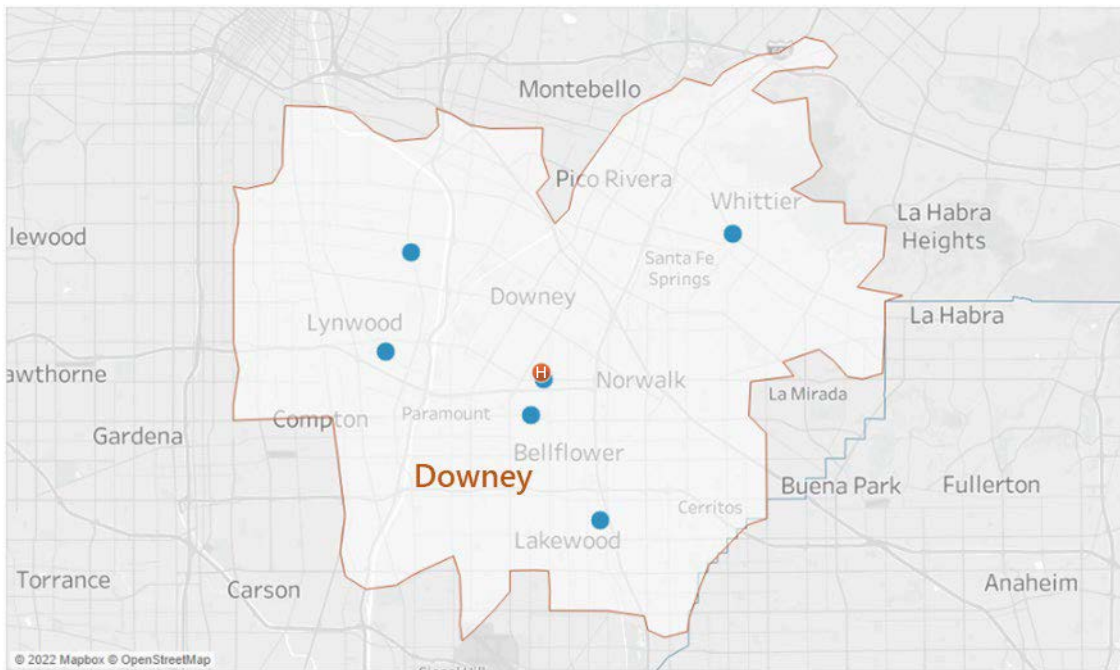 Montebello
Pico Rivera
Whittier
La Habra
Heights
lewood
Santa Fe
Springs
Downey
Lynwood
La Habra
H
awthorne
Norwalk
La Mirada
Compton
Paramount
Gardena
Bellflower
Downey
Buena Park
Fullerton
Cerritos
Lakewood
Torrance
Carson
Anaheim
© 2022 Mapbox © OpenStreetMap